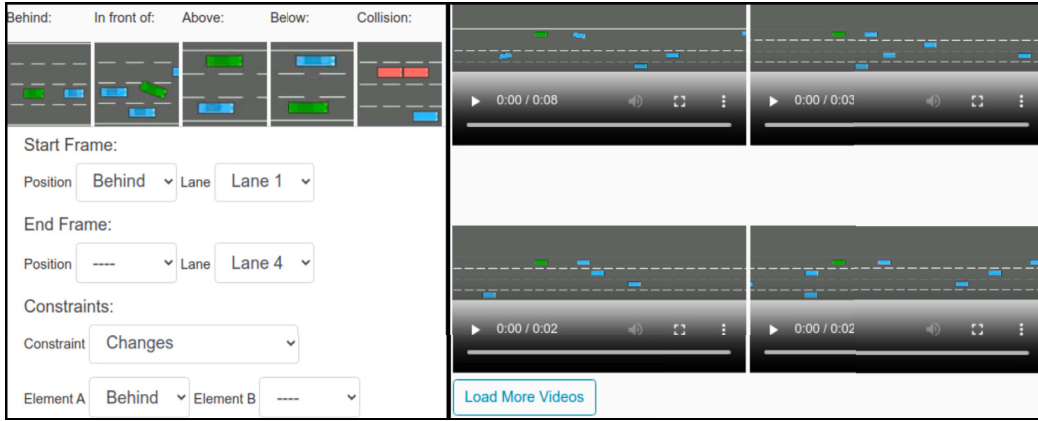 Behind: In front of: Above: Below: Collision:
Start Frame:
Position Behind Lane Lane 1
End Frame:
Position ---- Lane Lane 4
Constraints:
Constraint Changes
Element A Behind Element B ----
0:00 / 0:08
0:00 / 0:03
0:00 / 0:02
0:00 / 0:02
Load More Videos